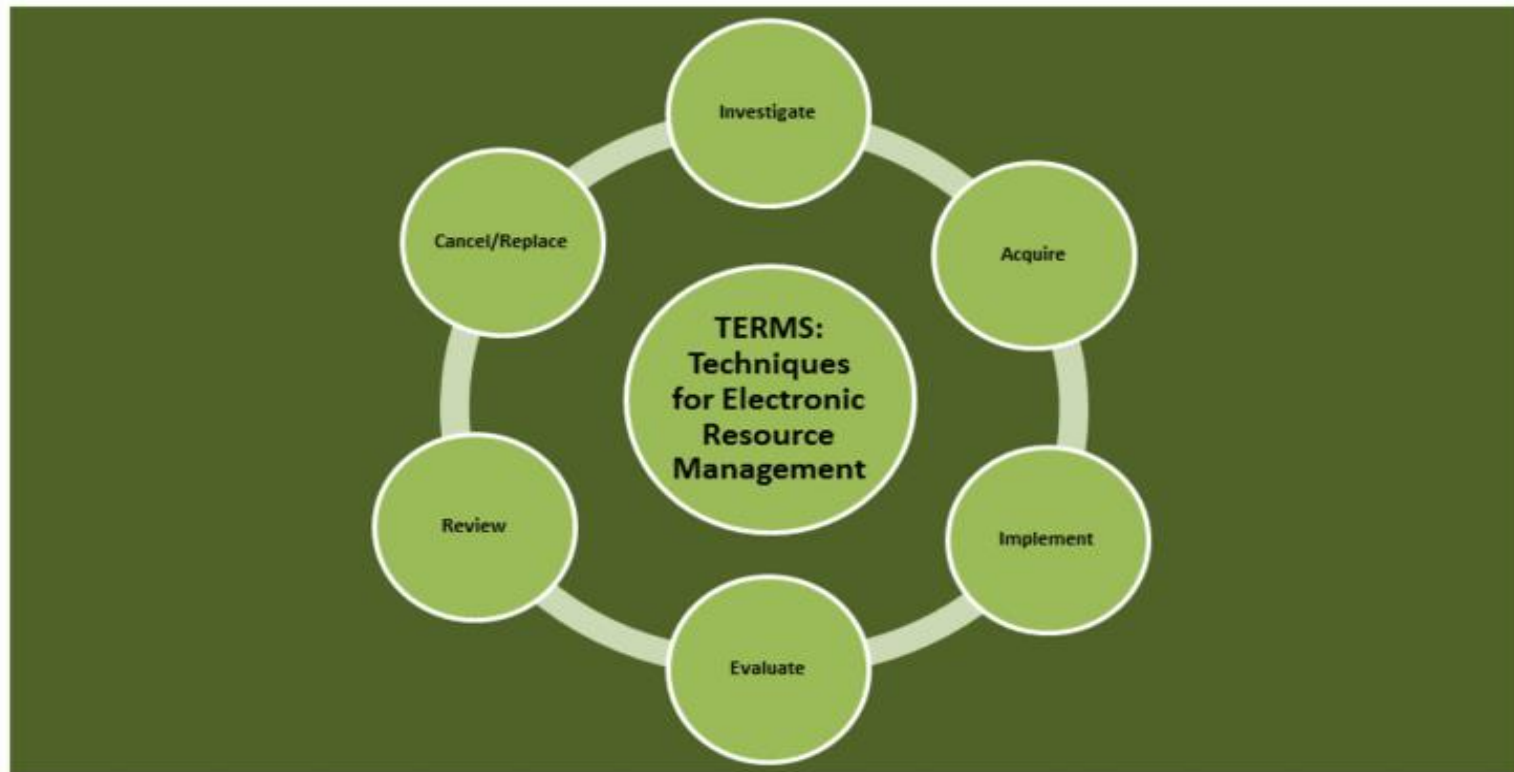 Investigate
Acquire
Implement
Evaluate
Review
Cancel/Replace
TERMS:
Techniques
for Electronic
Resource
Management